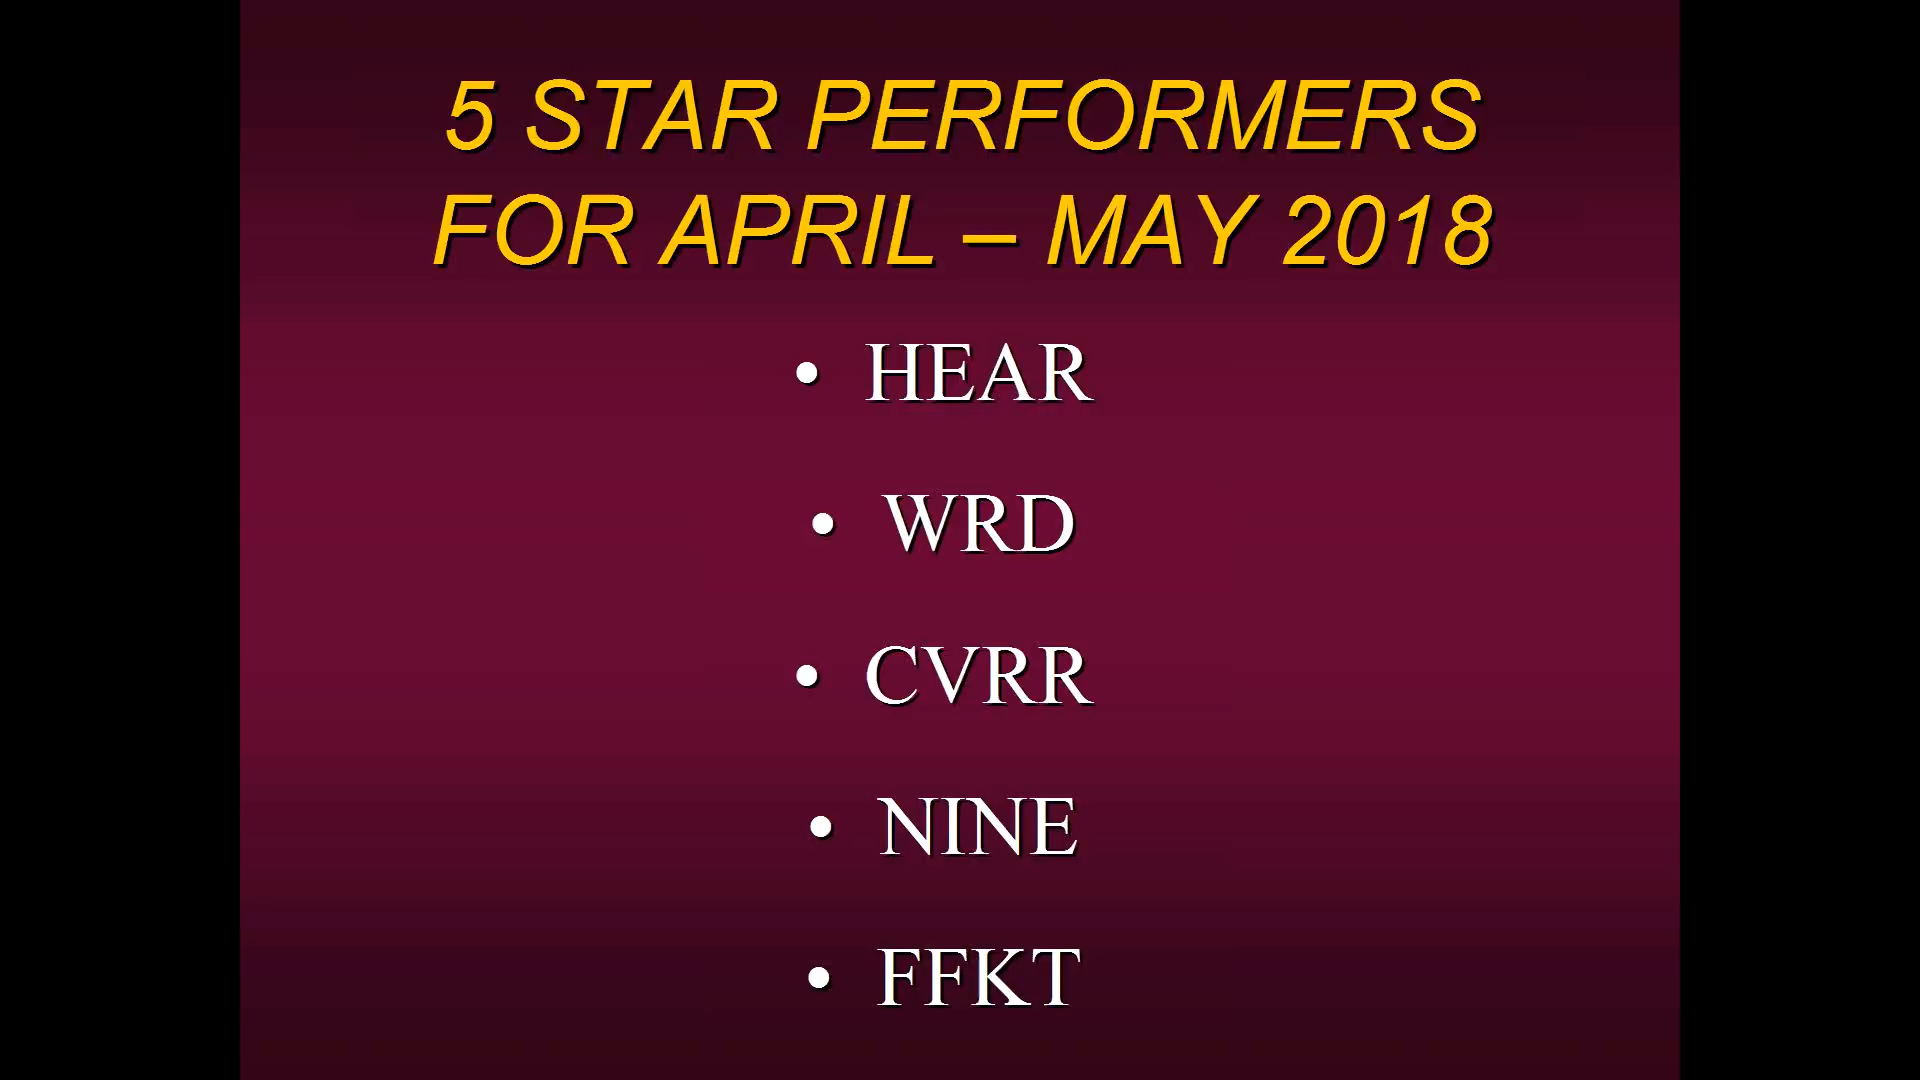 5 STAR PERFORMERS
FOR APRIL – MAY 2018
• HEAR
• WRD
• CVRR
• NINE
• FFKT